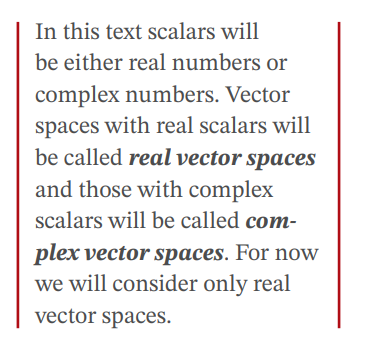 In this text scalars will
be either real numbers or
complex numbers. Vector
spaces with real scalars will
be called real vector spaces
and those with complex
scalars will be called com-
plex vector spaces. For now
we will consider only real
vector spaces.